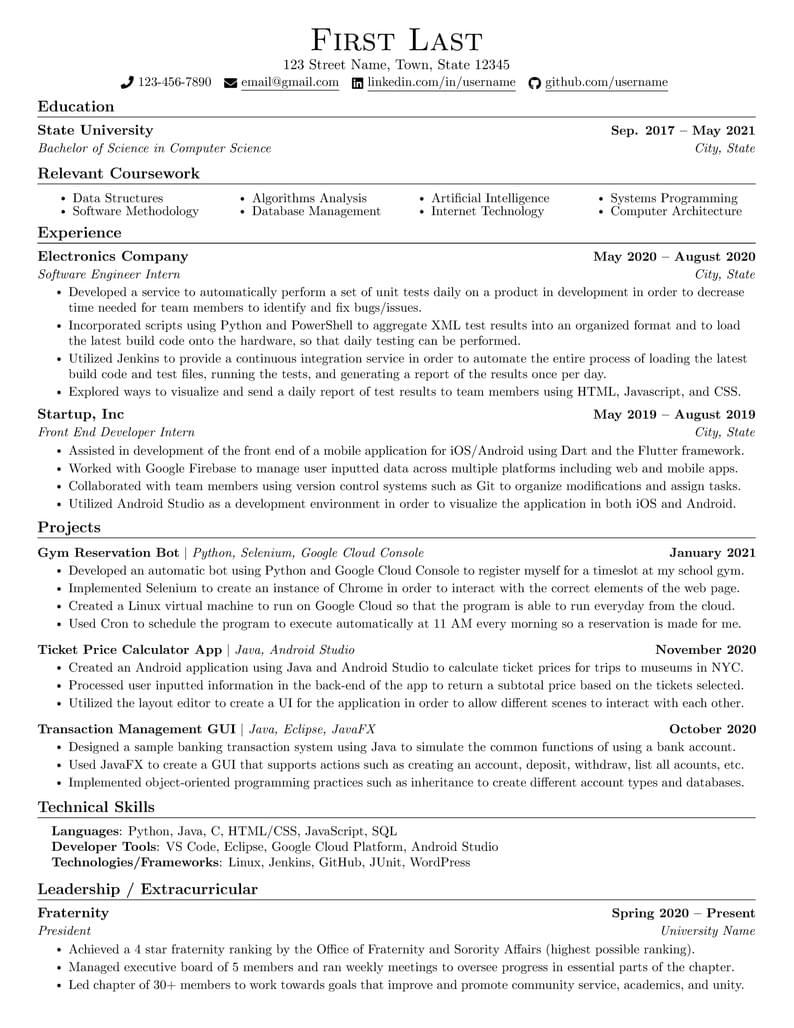 First Last
123 Street Name, Town, State 12345
123-456-7890 email@gmail.com linkedin.com/in/username github.com/username
Education
State University Sep. 2017 – May 2021
Bachelor of Science in Computer Science City, State
Relevant Coursework
• Data Structures • Algorithms Analysis • Artificial Intelligence • Systems Programming
• Software Methodology • Database Management • Internet Technology • Computer Architecture
Experience
Electronics Company May 2020 – August 2020
Software Engineer Intern City, State
• Developed a service to automatically perform a set of unit tests daily on a product in development in order to decrease
time needed for team members to identify and fix bugs/issues.
• Incorporated scripts using Python and PowerShell to aggregate XML test results into an organized format and to load
the latest build code onto the hardware, so that daily testing can be performed.
• Utilized Jenkins to provide a continuous integration service in order to automate the entire process of loading the latest
build code and test files, running the tests, and generating a report of the results once per day.
• Explored ways to visualize and send a daily report of test results to team members using HTML, Javascript, and CSS.
Startup, Inc May 2019 – August 2019
Front End Developer Intern City, State
• Assisted in development of the front end of a mobile application for iOS/Android using Dart and the Flutter framework.
• Worked with Google Firebase to manage user inputted data across multiple platforms including web and mobile apps.
• Collaborated with team members using version control systems such as Git to organize modifications and assign tasks.
• Utilized Android Studio as a development environment in order to visualize the application in both iOS and Android.
Projects
Gym Reservation Bot | Python, Selenium, Google Cloud Console January 2021
• Developed an automatic bot using Python and Google Cloud Console to register myself for a timeslot at my school gym.
• Implemented Selenium to create an instance of Chrome in order to interact with the correct elements of the web page.
• Created a Linux virtual machine to run on Google Cloud so that the program is able to run everyday from the cloud.
• Used Cron to schedule the program to execute automatically at 11 AM every morning so a reservation is made for me.
Ticket Price Calculator App | Java, Android Studio November 2020
• Created an Android application using Java and Android Studio to calculate ticket prices for trips to museums in NYC.
• Processed user inputted information in the back-end of the app to return a subtotal price based on the tickets selected.
• Utilized the layout editor to create a UI for the application in order to allow different scenes to interact with each other.
Transaction Management GUI | Java, Eclipse, JavaFX October 2020
• Designed a sample banking transaction system using Java to simulate the common functions of using a bank account.
• Used JavaFX to create a GUI that supports actions such as creating an account, deposit, withdraw, list all acounts, etc.
• Implemented object-oriented programming practices such as inheritance to create different account types and databases.
Technical Skills
Languages: Python, Java, C, HTML/CSS, JavaScript, SQL
Developer Tools: VS Code, Eclipse, Google Cloud Platform, Android Studio
Technologies/Frameworks: Linux, Jenkins, GitHub, JUnit, WordPress
Leadership / Extracurricular
Fraternity Spring 2020 – Present
President University Name
• Achieved a 4 star fraternity ranking by the Office of Fraternity and Sorority Affairs (highest possible ranking).
• Managed executive board of 5 members and ran weekly meetings to oversee progress in essential parts of the chapter.
• Led chapter of 30+ members to work towards goals that improve and promote community service, academics, and unity.